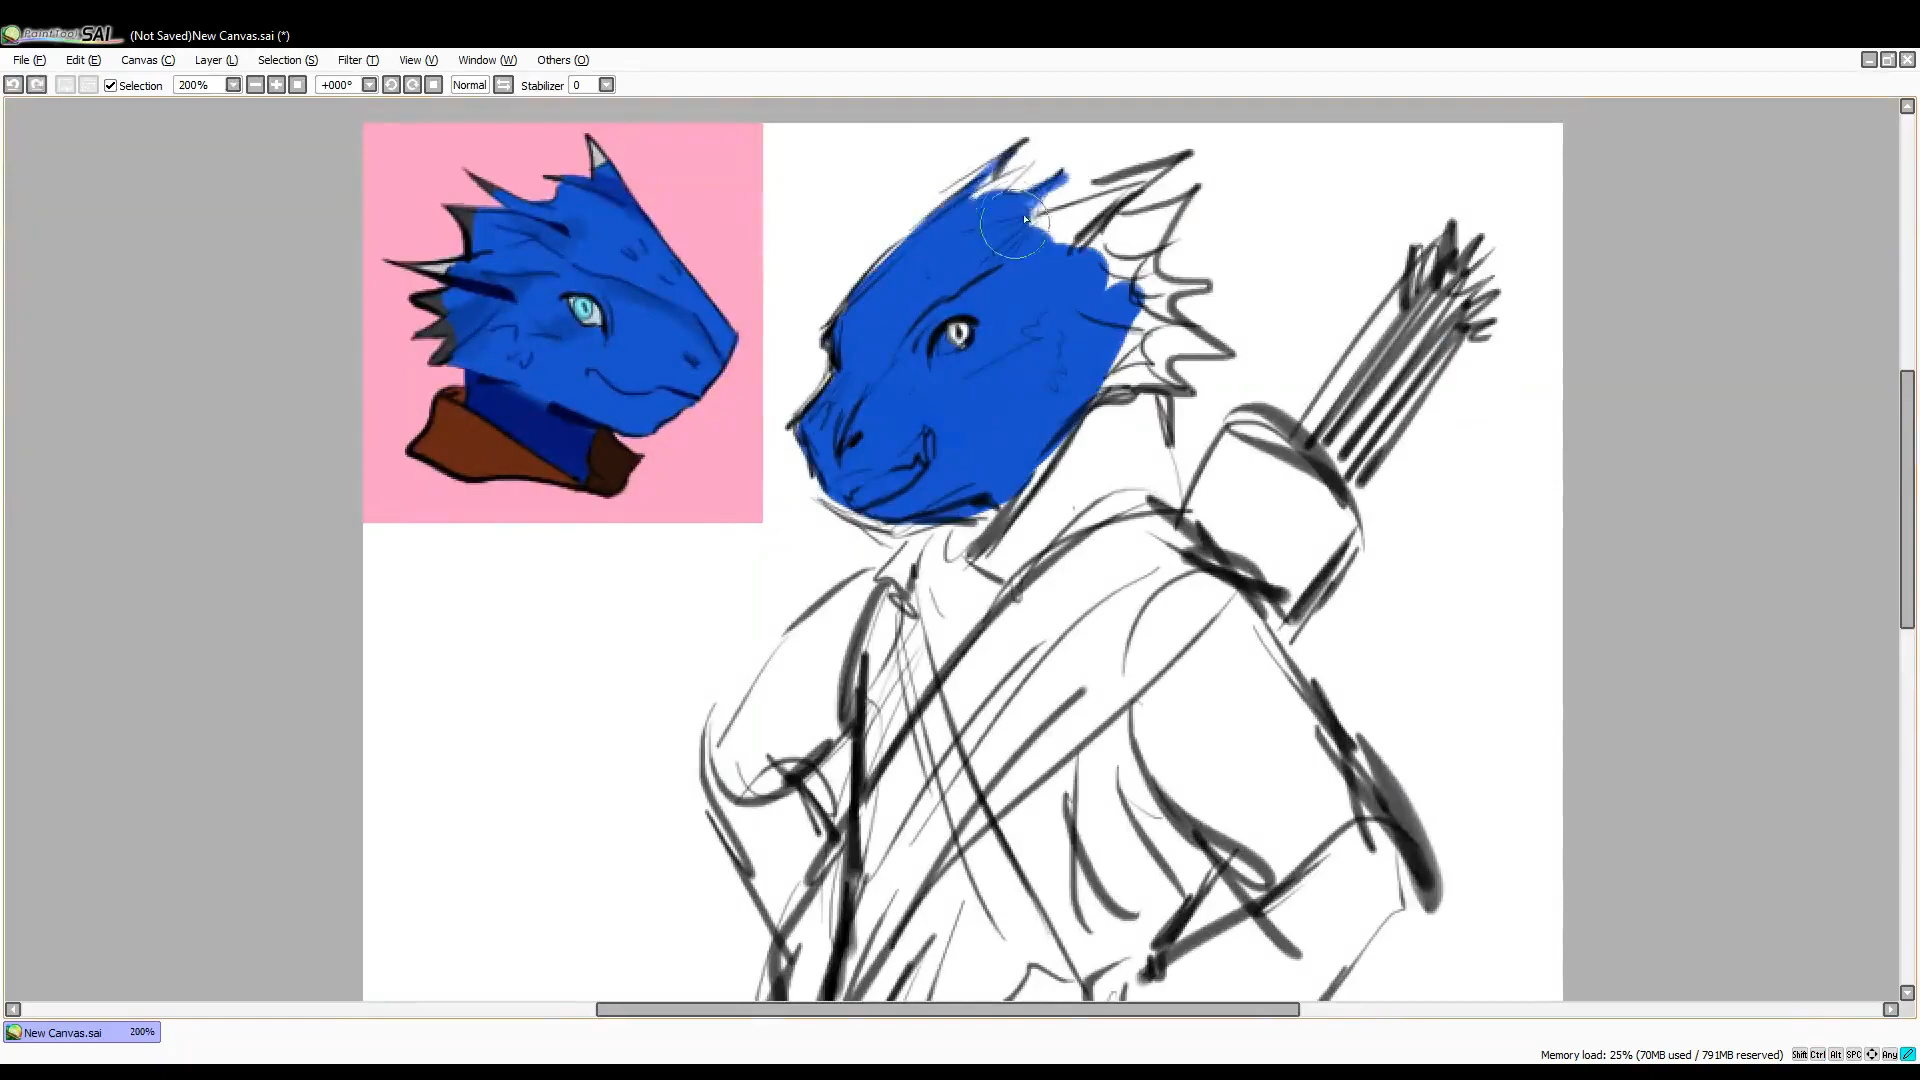 PaintTool SAI (Not Saved)New Canvas.sai (*)
File (F) Edit (E) Canvas (C) Layer (L) Selection (S) Filter (T) View (V) Window (W) Others (O)
Selection 200% +000° Normal Stabilizer 0
New Canvas.sai 200%
Memory load: 25% (70MB used / 791MB reserved) Shift Ctrl Alt SPC Any